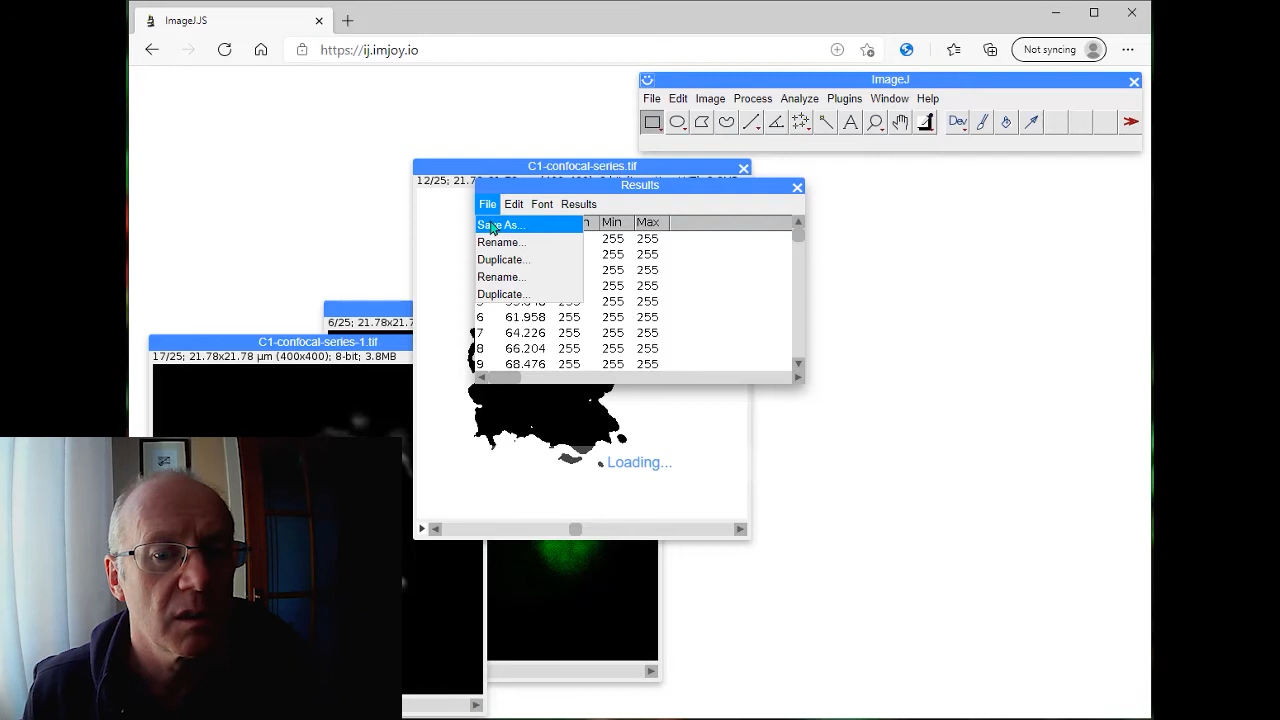 ImageJ.JS
https://ij.imjoy.io
Not syncing
ImageJ
File Edit Image Process Analyze Plugins Window Help
Dev
C1-confocal-series.tif
Results
File Edit Font Results
Save As...
Rename...
Duplicate...
Rename...
Duplicate...
Min Max
255 255
255 255
255 255
255 255
255 255
6 61.958 255 255 255
7 64.226 255 255 255
8 66.204 255 255 255
9 68.476 255 255 255
6/25; 21.78x21.7
C1-confocal-series-1.tif
17/25; 21.78x21.78 µm (400x400); 8-bit; 3.8MB
Loading...